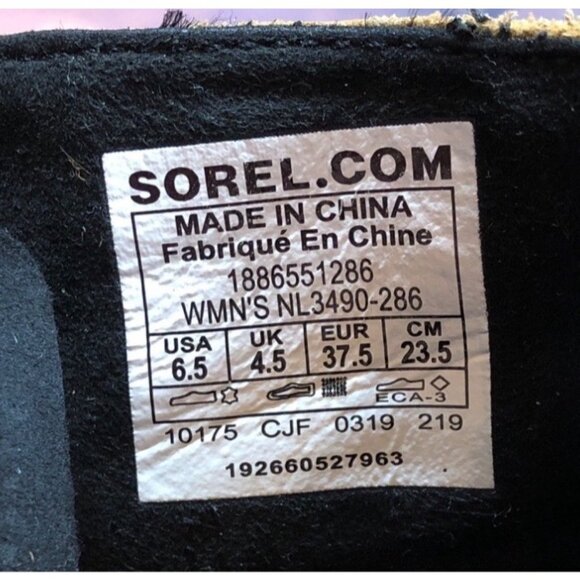 SOREL.COM
MADE IN CHINA
Fabriqué En Chine
1886551286
WMN'S NL3490-286
USA UK EUR CM
6.5 4.5 37.5 23.5
ECA-3
10175 CJF 0319 219
192660527963